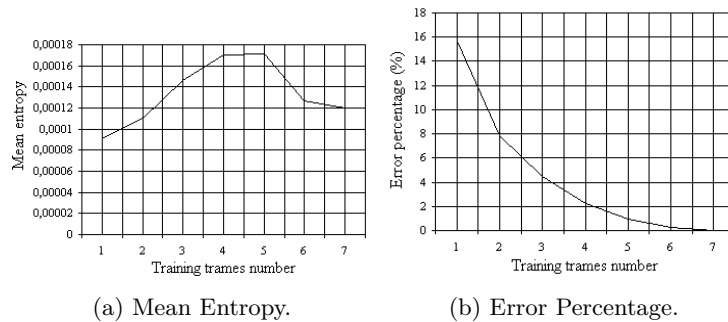 Mean entropy
0,00018
0,00016
0,00014
0,00012
0,0001
0,00008
0,00006
0,00004
0,00002
0
1 2 3 4 5 6 7
Training trames number
(a) Mean Entropy.
Error percentage (%)
18
16
14
12
10
8
6
4
2
0
1 2 3 4 5 6 7
Training trames number
(b) Error Percentage.